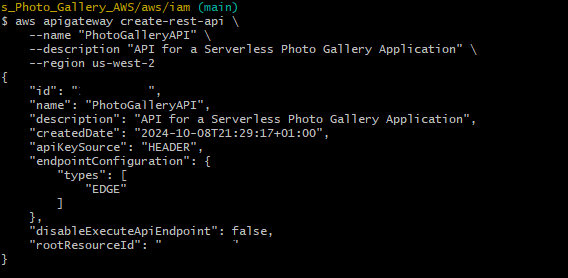 s_Photo_Gallery_AWS/aws/iam (main)
$ aws apigateway create-rest-api \
    --name "PhotoGalleryAPI" \
    --description "API for a Serverless Photo Gallery Application" \
    --region us-west-2
{
    "id": "          ",
    "name": "PhotoGalleryAPI",
    "description": "API for a Serverless Photo Gallery Application",
    "createdDate": "2024-10-08T21:29:17+01:00",
    "apiKeySource": "HEADER",
    "endpointConfiguration": {
        "types": [
            "EDGE"
        ]
    },
    "disableExecuteApiEndpoint": false,
    "rootResourceId": "          "
}